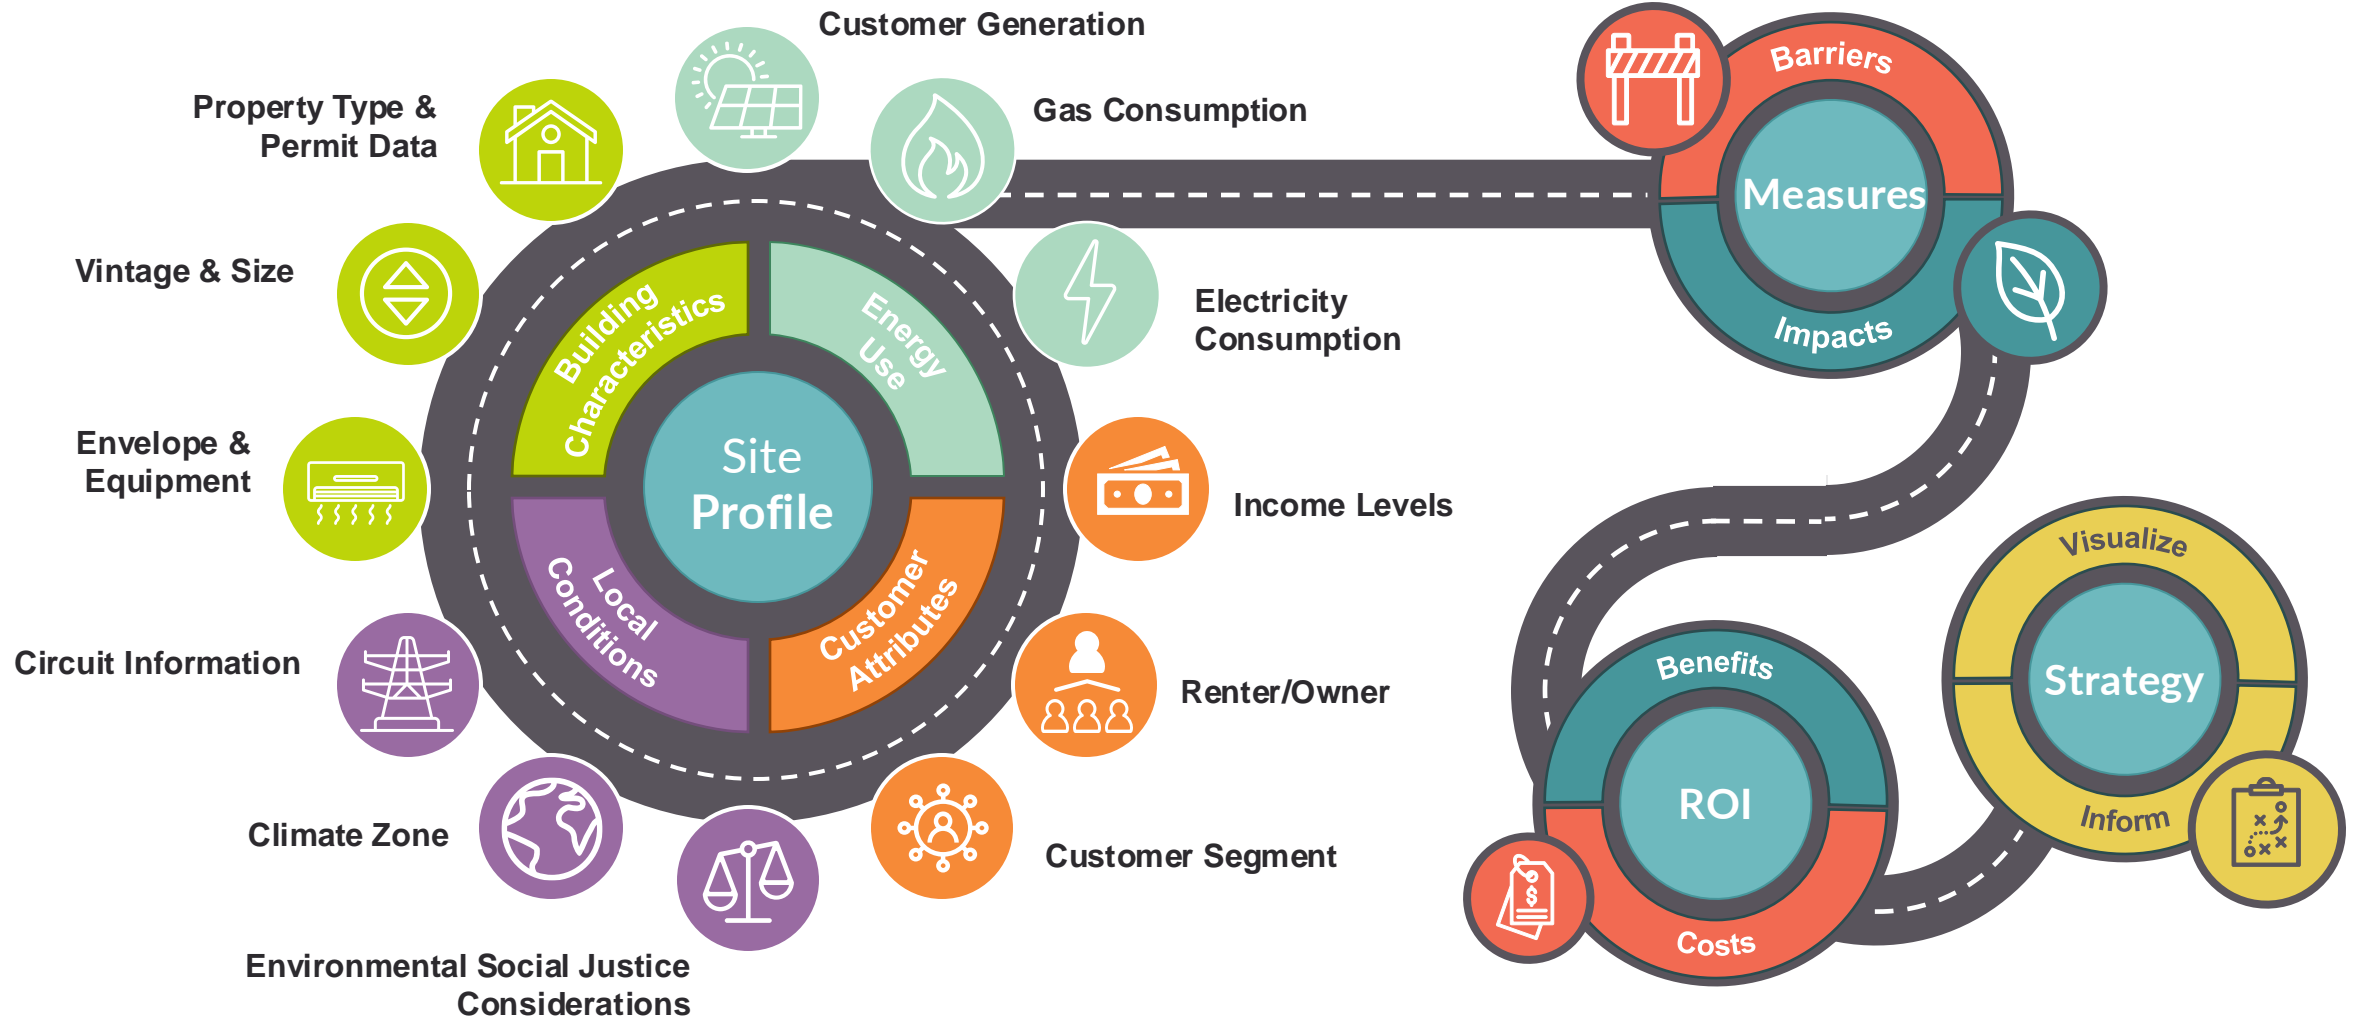 Customer Generation
Gas Consumption
Property Type &
Permit Data
Vintage & Size
Envelope &
Equipment
Circuit Information
Climate Zone
Environmental Social Justice
Considerations
Electricity
Consumption
Income Levels
Renter/Owner
Customer Segment
Building
Characteristics
Energy
Use
Local
Conditions
Customer
Attributes
Site
Profile
Barriers
Measures
Impacts
Benefits
ROI
Costs
$
Visualize
Strategy
Inform